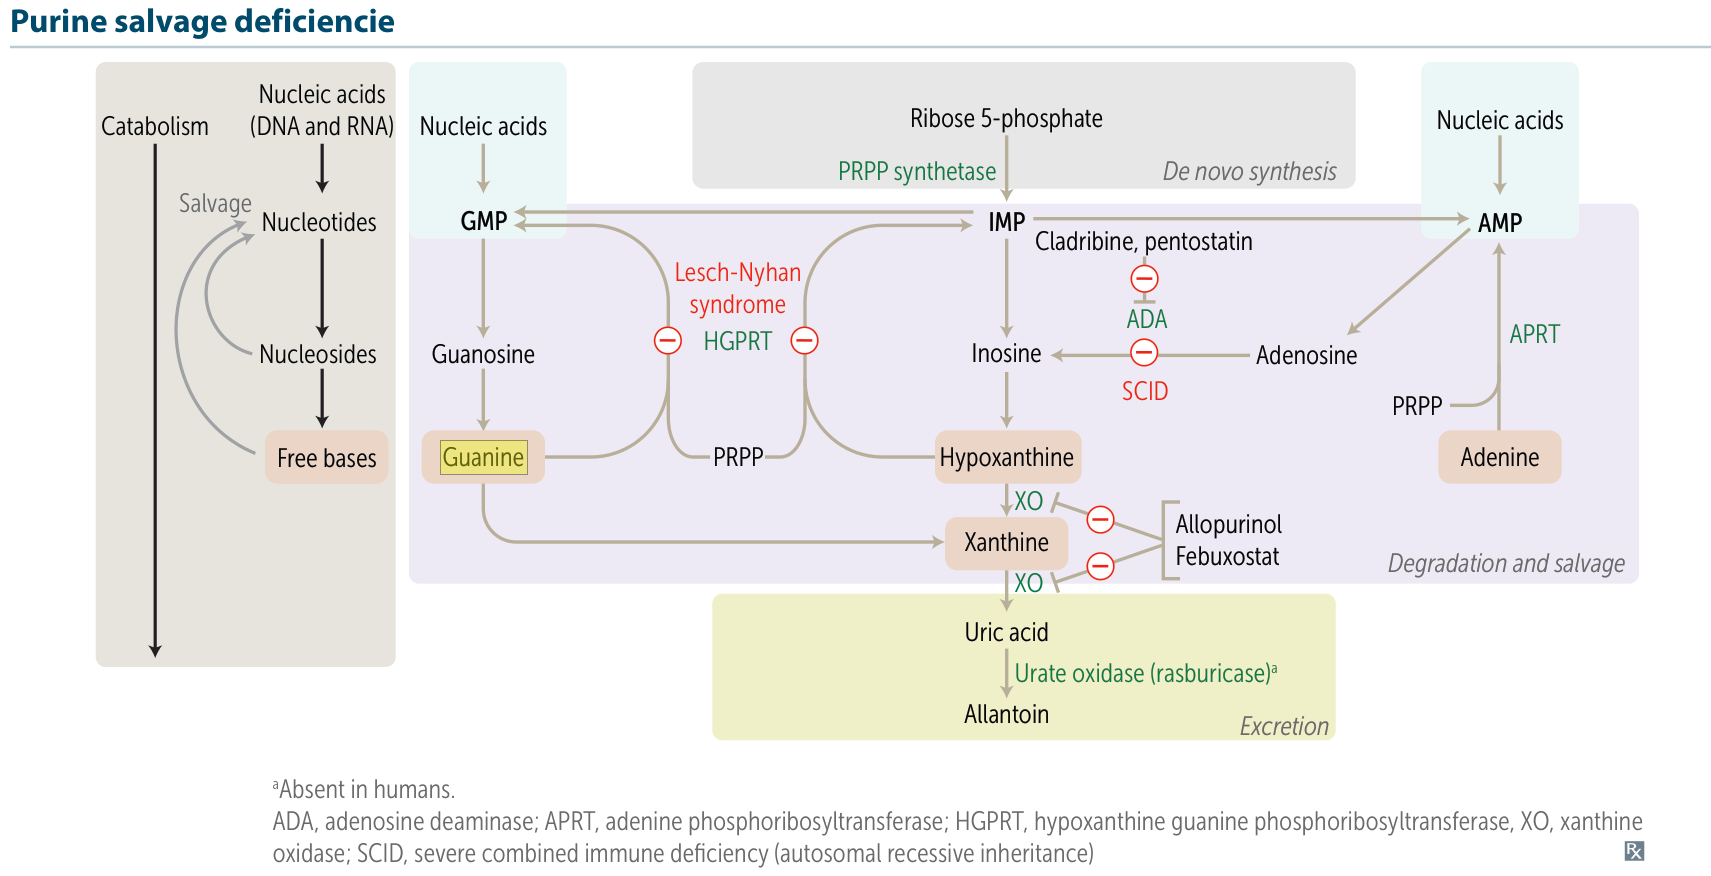 Purine salvage deficiencie
Catabolism
Nucleic acids
(DNA and RNA)
Salvage
Nucleotides
Nucleosides
Free bases
Nucleic acids
GMP
Guanosine
Guanine
Lesch-Nyhan
syndrome
HGPRT
PRPP
Ribose 5-phosphate
PRPP synthetase
De novo synthesis
IMP
Cladribine, pentostatin
ADA
Inosine
SCID
Adenosine
Hypoxanthine
XO
Xanthine
XO
Allopurinol
Febuxostat
Nucleic acids
AMP
APRT
PRPP
Adenine
Degradation and salvage
Uric acid
Urate oxidase (rasburicase)ᵃ
Allantoin
Excretion
ᵃAbsent in humans.
ADA, adenosine deaminase; APRT, adenine phosphoribosyltransferase; HGPRT, hypoxanthine guanine phosphoribosyltransferase, XO, xanthine
oxidase; SCID, severe combined immune deficiency (autosomal recessive inheritance)
Rx